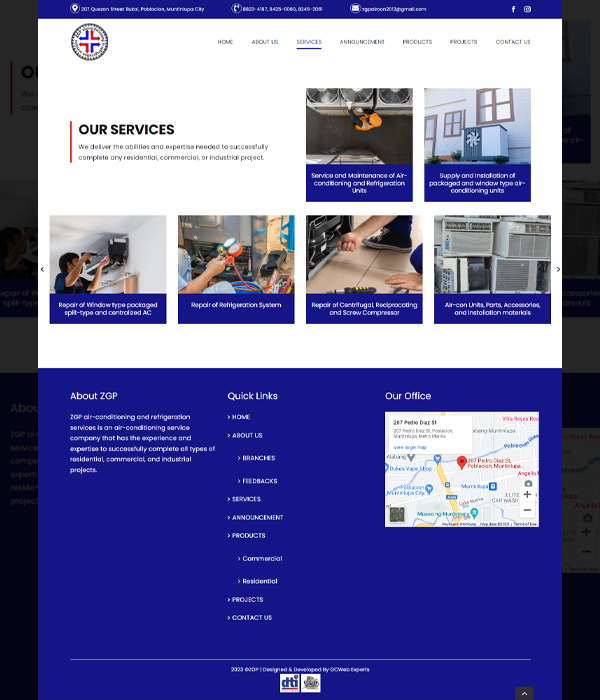 207 Quezon Street Bukal, Poblacion, Muntinlupa City
8823-4187, 8425-0060, 8245-2091
zgpaircon2012@gmail.com
HOME
ABOUT US
SERVICES
ANNOUNCEMENT
PRODUCTS
PROJECTS
CONTACT US
OUR SERVICES
We deliver the abilities and expertise needed to successfully
complete any residential, commercial, or industrial project.
Service and Maintenance of Air-
conditioning and Refrigeration
Units
Supply and Installation of
packaged and window type air-
conditioning units
Repair of Window type packaged
split-type and centralized AC
Repair of Refrigeration System
Repair of Centrifugal, Reciprocating
and Screw Compressor
Air-con Units, Parts, Accessories,
and installation materials
About ZGP
ZGP air-conditioning and refrigeration
services is an air-conditioning service
company that has the experience and
expertise to successfully complete all types of
residential, commercial, and industrial
projects.
Quick Links
> HOME
> ABOUT US
> BRANCHES
> FEEDBACKS
> SERVICES
> ANNOUNCEMENT
> PRODUCTS
> Commercial
> Residential
> PROJECTS
> CONTACT US
Our Office
207 Pedro Diaz St
207 Pedro Diaz St, Poblacion,
Muntinlupa, Metro Manila
View larger map
Villa Reyes
Alabang
Dukes Vape Shop
207 Pedro Diaz St,
Poblacion, Muntinlupa...
Poblacion
Muntinlupa City
Muntinlupa
CAR WASH
Museo ng Muntinlupa
Keyboard shortcuts
Map data ©2023
Terms of Use
2023 ©ZGP | Designed & Developed By GCWeb Experts
dti